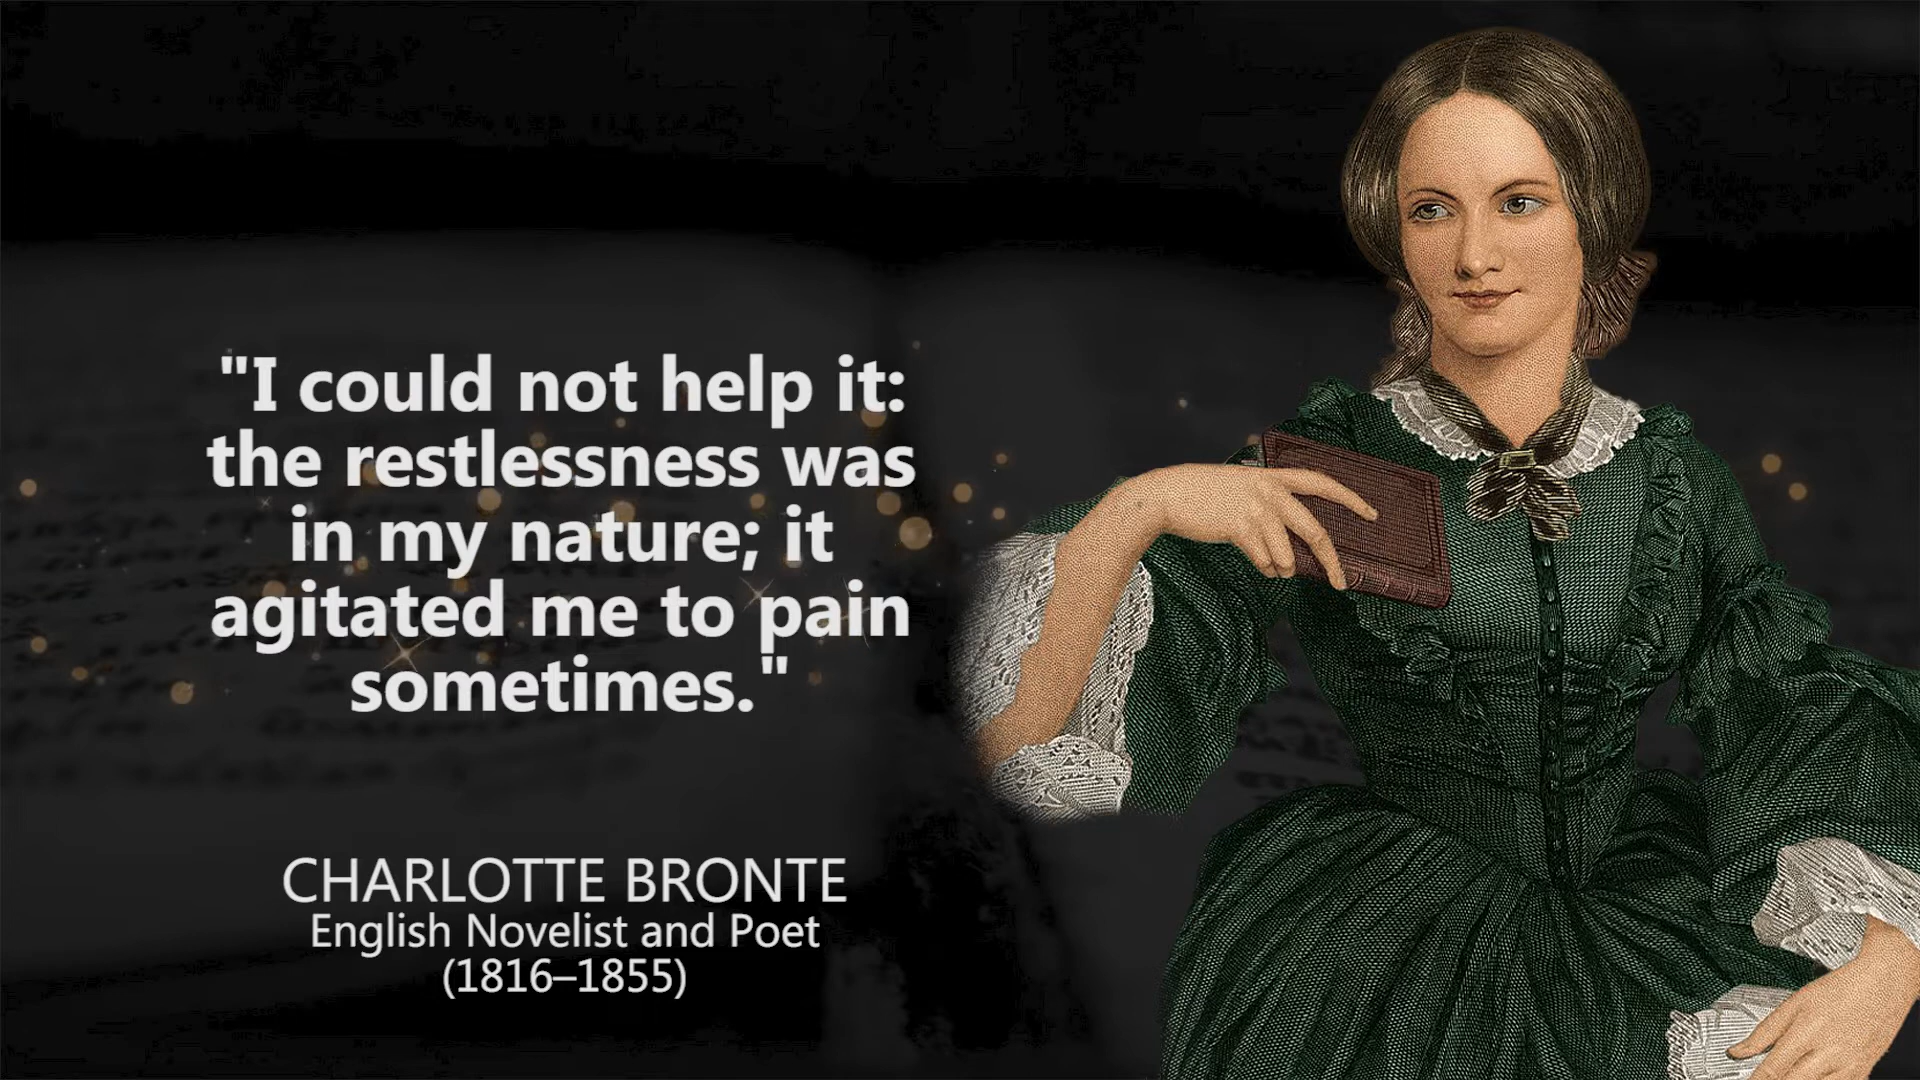 "I could not help it:
the restlessness was
in my nature; it
agitated me to pain
sometimes."
CHARLOTTE BRONTE
English Novelist and Poet
(1816–1855)